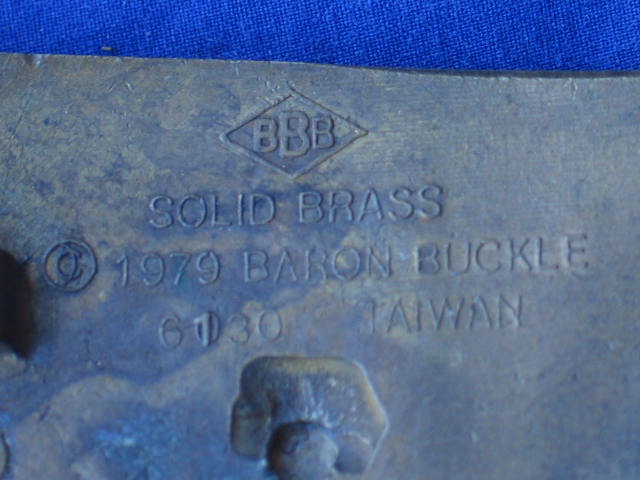 BBB
SOLID BRASS
© 1979 BARON BUCKLE
6130 TAIWAN